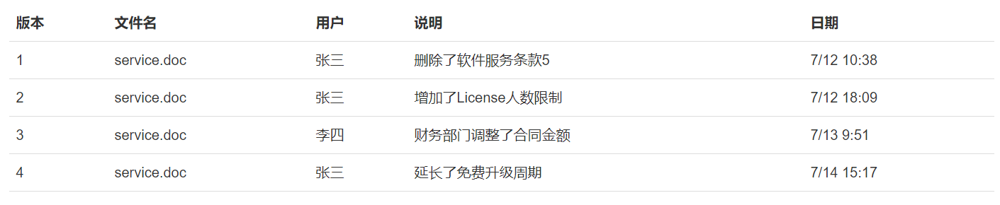 版本 文件名 用户 说明 日期
1 service.doc 张三 删除了软件服务条款5 7/12 10:38
2 service.doc 张三 增加了License人数限制 7/12 18:09
3 service.doc 李四 财务部门调整了合同金额 7/13 9:51
4 service.doc 张三 延长了免费升级周期 7/14 15:17